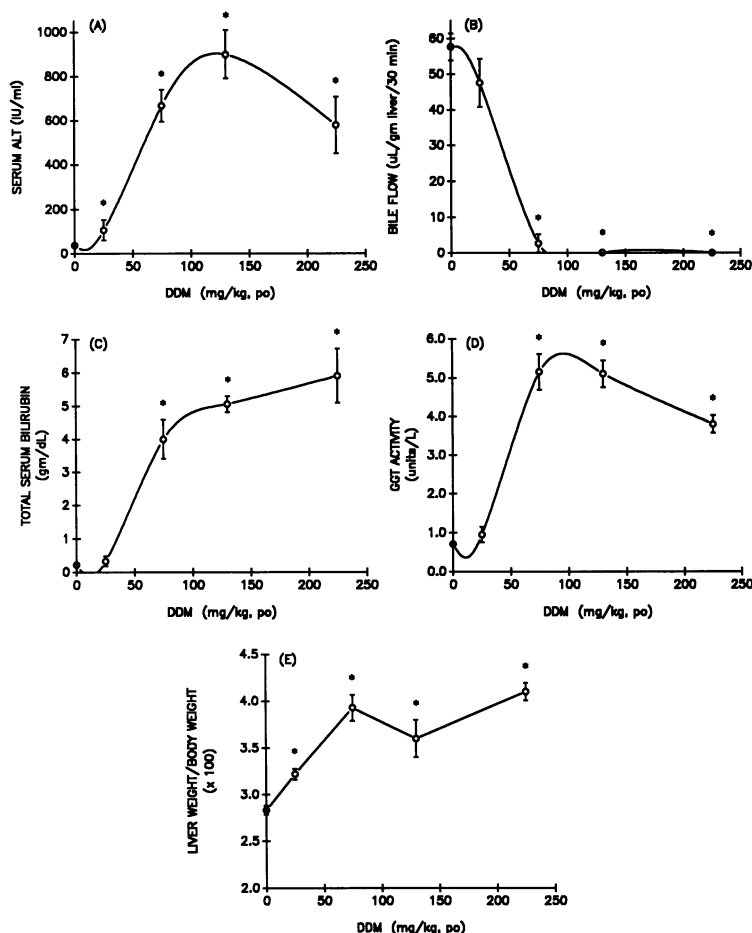 (A)
*
*
*
*
1000
800
600
400
200
0
SERUM ALT (IU/ml)
0 50 100 150 200 250
DDM (mg/kg, po)
(B)
*
*
*
60
50
40
30
20
10
0
BILE FLOW (uL/gm liver/30 min)
0 50 100 150 200 250
DDM (mg/kg, po)
(C)
*
*
*
7
6
5
4
3
2
1
0
TOTAL SERUM BILIRUBIN
(gm/dL)
0 50 100 150 200 250
DDM (mg/kg, po)
(D)
*
*
*
6.0
5.0
4.0
3.0
2.0
1.0
0.0
GGT ACTIVITY
(units/L)
0 50 100 150 200 250
DDM (mg/kg, po)
(E)
*
*
*
*
4.0
3.5
3.0
2.5
2.0
LIVER WEIGHT/BODY WEIGHT
(x 100)
0 50 100 150 200 250
DDM (mg/kg, po)